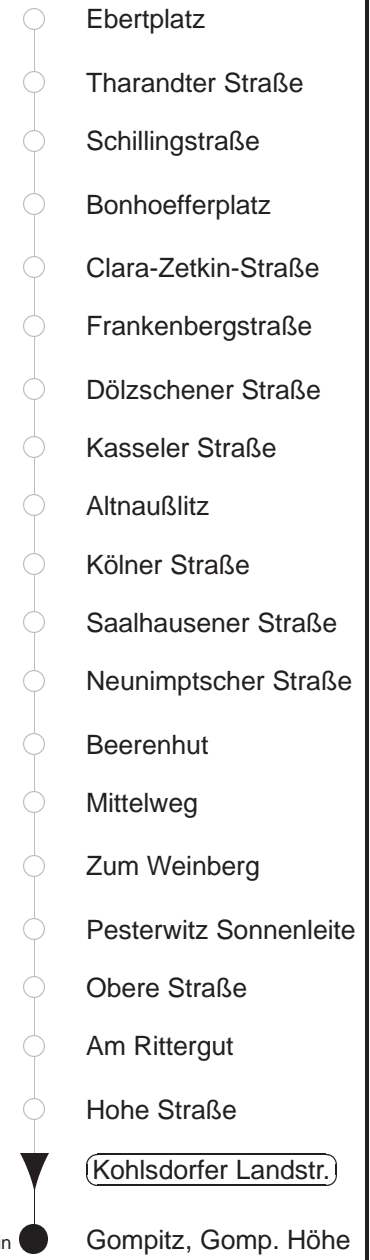 Ebertplatz
Tharandter Straße
Schillingstraße
Bonhoefferplatz
Clara-Zetkin-Straße
Frankenbergstraße
Dölzschener Straße
Kasseler Straße
Altnaußlitz
Kölner Straße
Saalhausener Straße
Neunimptscher Straße
Beerenhut
Mittelweg
Zum Weinberg
Pesterwitz Sonnenleite
Obere Straße
Am Rittergut
Hohe Straße
Kohlsdorfer Landstr.
in Gompitz, Gomp. Höhe